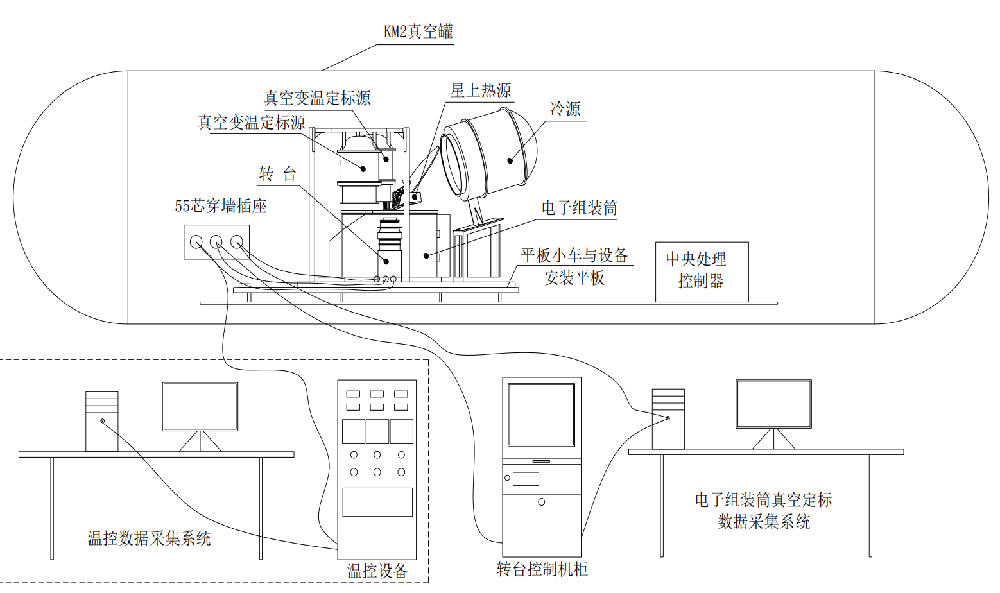 KM2真空罐
星上热源
真空变温定标源
冷源
真空变温定标源
转 台
55芯穿墙插座
电子组装筒
平板小车与设备
安装平板
中央处理
控制器
电子组装筒真空定标
数据采集系统
温控数据采集系统
温控设备
转台控制机柜